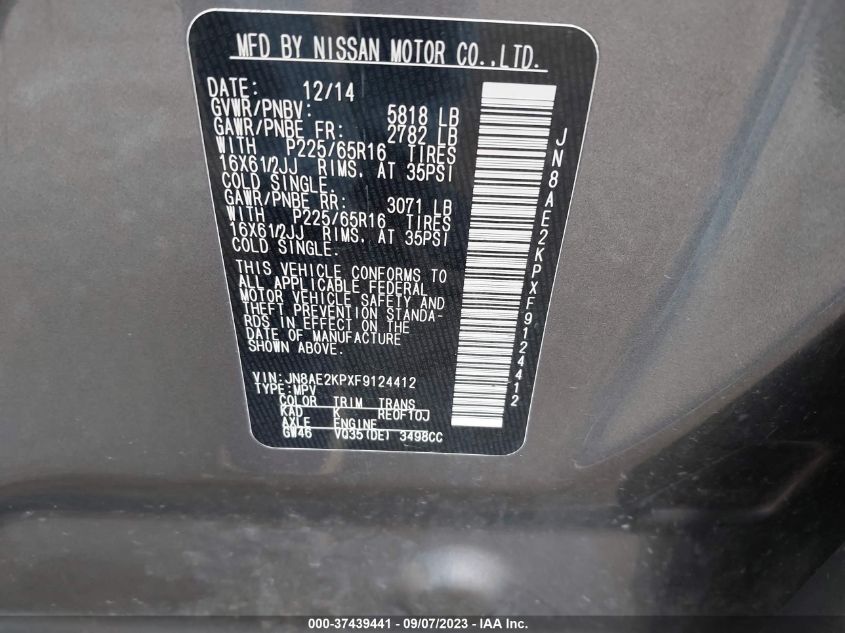 MFD BY NISSAN MOTOR CO.,LTD.
DATE: 12/14
GVWR/PNBV: 5818 LB
GAWR/PNBE FR: 2782 LB
WITH P225/65R16 TIRES
16X61/2JJ RIMS. AT 35PSI
COLD SINGLE.
GAWR/PNBE RR: 3071 LB
WITH P225/65R16 TIRES
16X61/2JJ RIMS. AT 35PSI
COLD SINGLE.
THIS VEHICLE CONFORMS TO
ALL APPLICABLE FEDERAL
MOTOR VEHICLE SAFETY AND
THEFT PREVENTION STANDA-
RDS IN EFFECT ON THE
DATE OF MANUFACTURE
SHOWN ABOVE.
VIN:JN8AE2KPXF9124412
TYPE:MPV
COLOR TRIM TRANS
KAD K RE0F10J
AXLE ENGINE
GW46 VQ35(DE) 3498CC
JN8AE2KPXF9124412
000-37439441 - 09/07/2023 - IAA Inc.